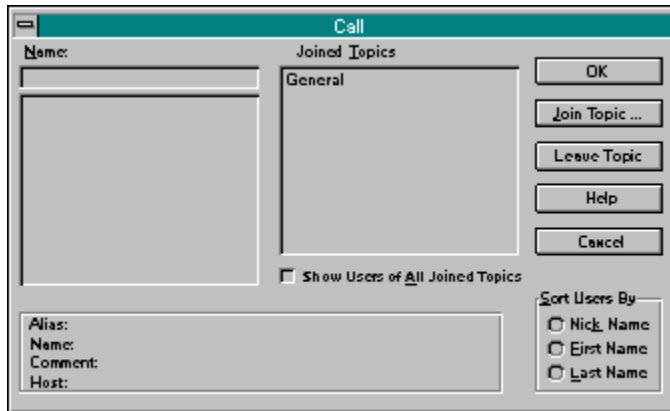 Call
Name:
Joined Topics
General
OK
Join Topic ...
Leave Topic
Help
Cancel
Show Users of All Joined Topics
Sort Users By
Nick Name
First Name
Last Name
Alias:
Name:
Comment:
Host: